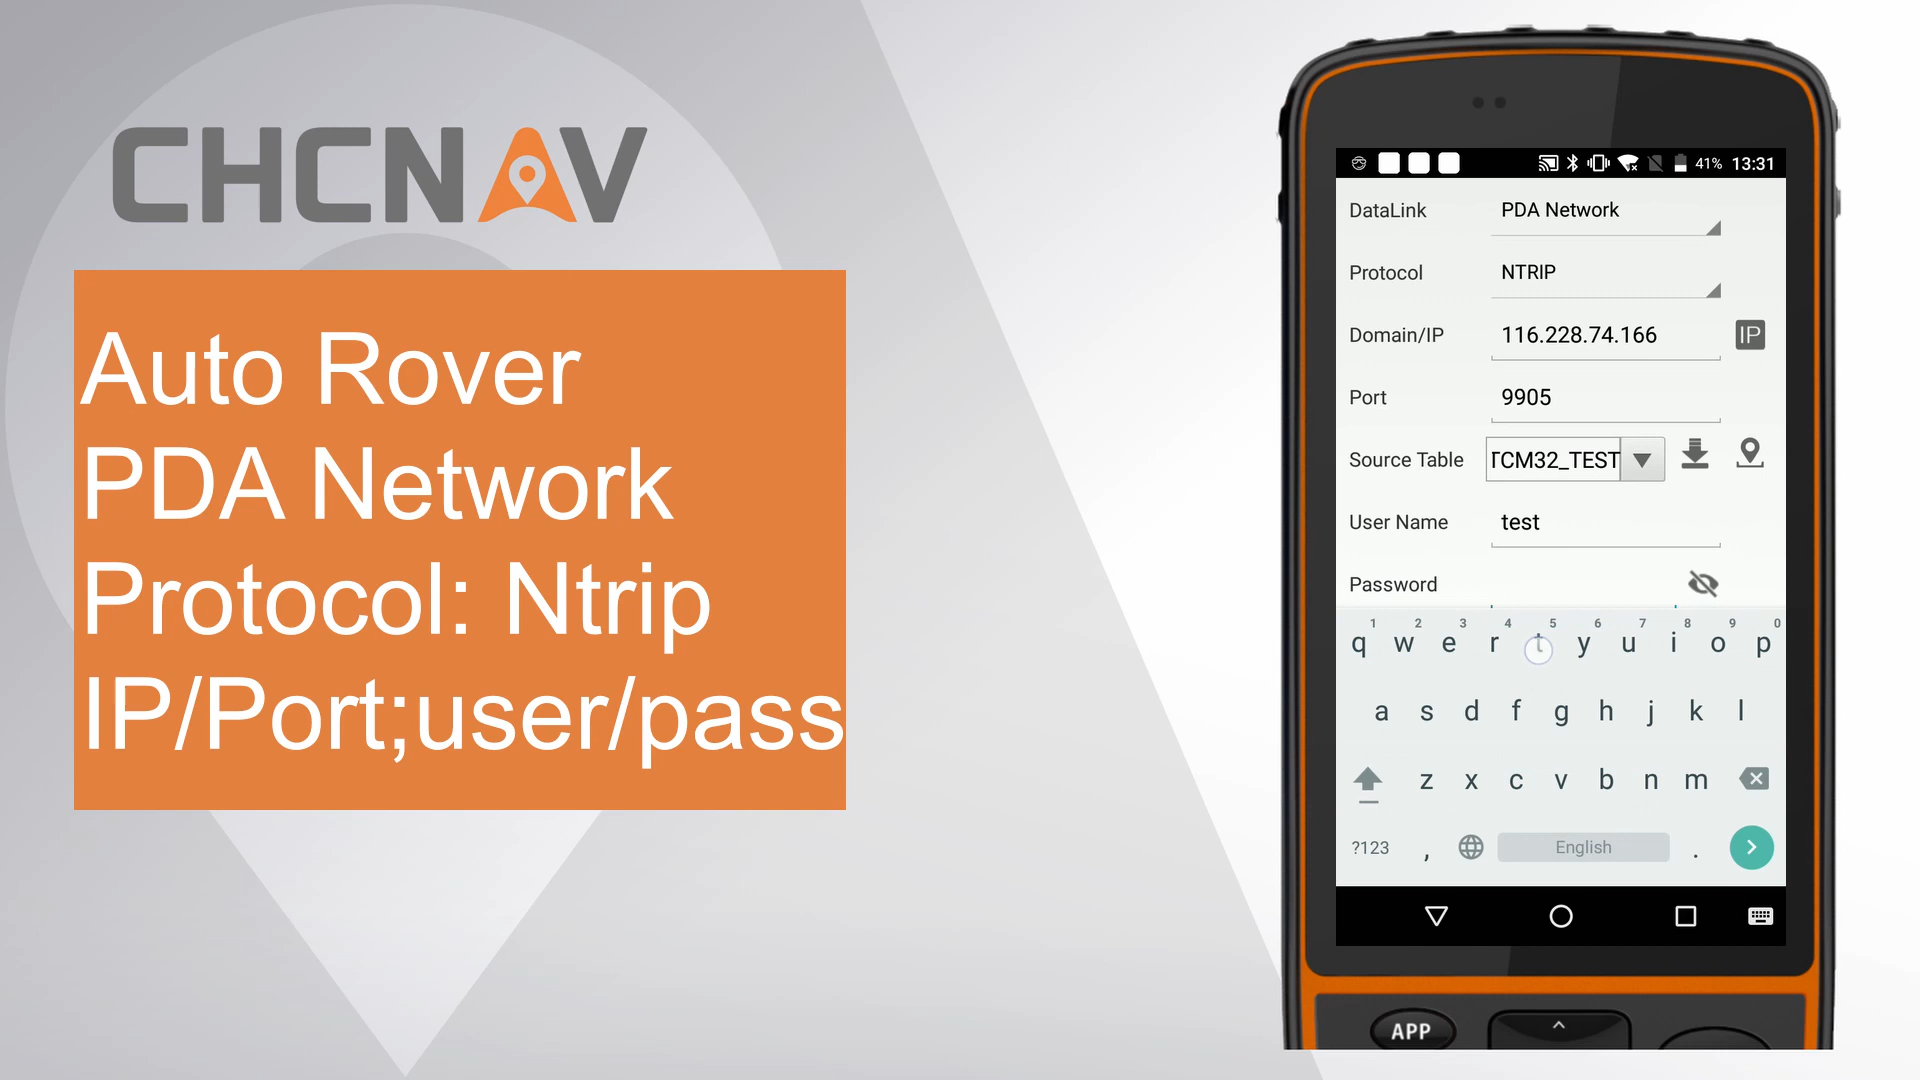 CHCNAV
Auto Rover
PDA Network
Protocol: Ntrip
IP/Port;user/pass
41% 13:31
DataLink PDA Network
Protocol NTRIP
Domain/IP 116.228.74.166 IP
Port 9905
Source Table TCM32_TEST
User Name test
Password
1 2 3 4 5 6 7 8 9 0
q w e r t y u i o p
a s d f g h j k l
z x c v b n m
?123 , English .
APP